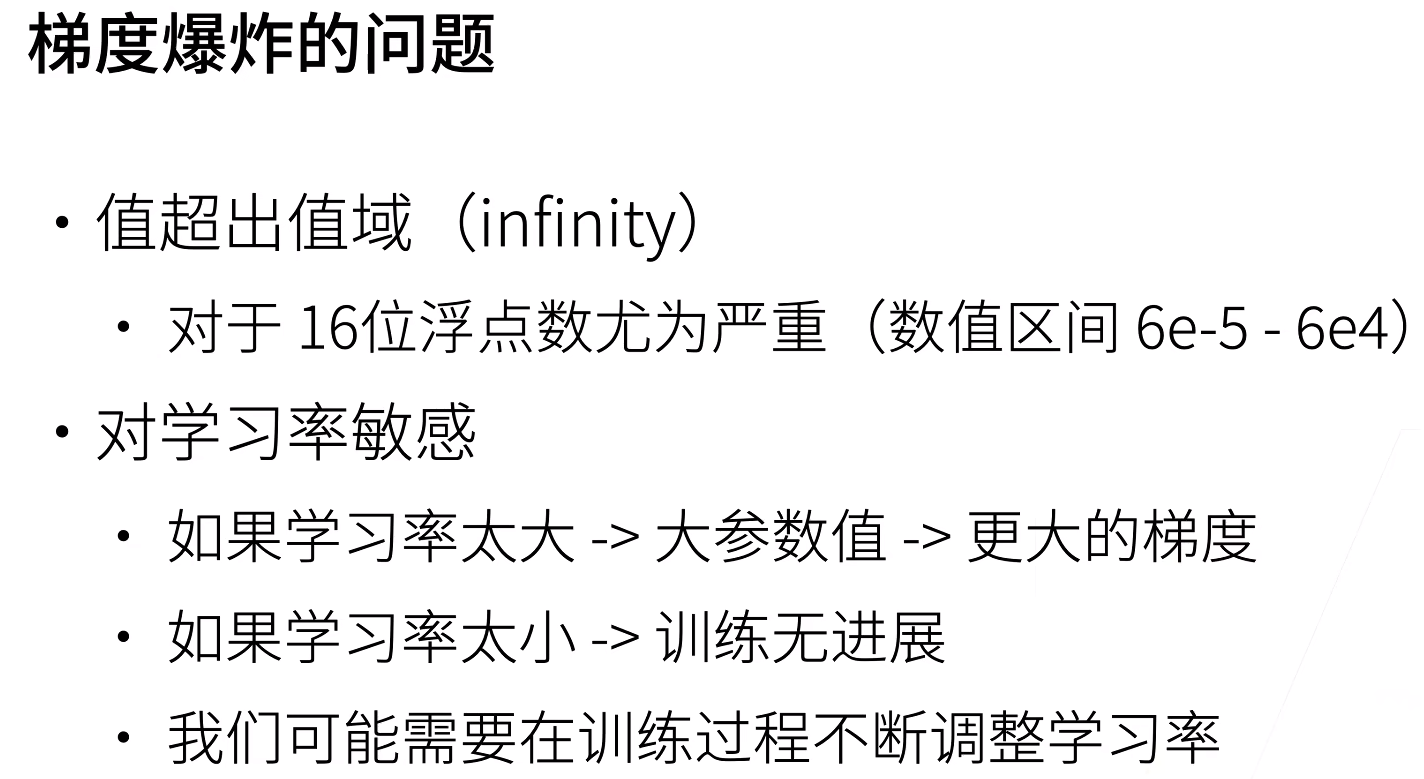 梯度爆炸的问题
• 值超出值域（infinity）
• 对于 16位浮点数尤为严重（数值区间 6e-5 - 6e4）
• 对学习率敏感
• 如果学习率太大 -> 大参数值 -> 更大的梯度
• 如果学习率太小 -> 训练无进展
• 我们可能需要在训练过程不断调整学习率